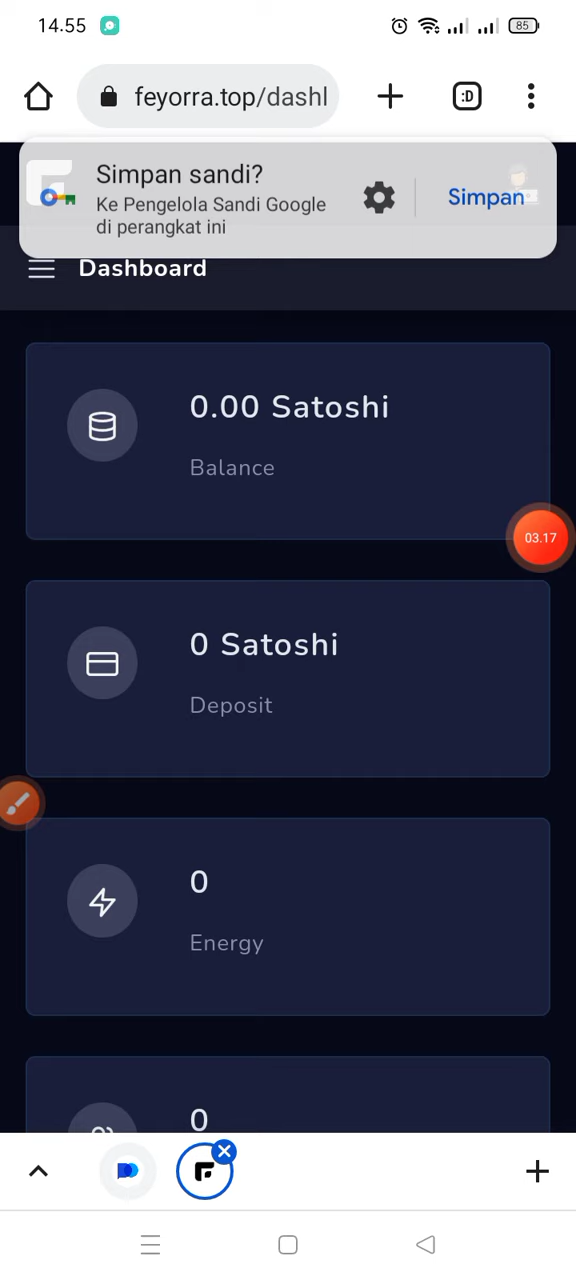 14.55
85
feyorra.top/dashl
:D
Simpan sandi?
Ke Pengelola Sandi Google
di perangkat ini
Simpan
Dashboard
0.00 Satoshi
Balance
03.17
0 Satoshi
Deposit
0
Energy
0